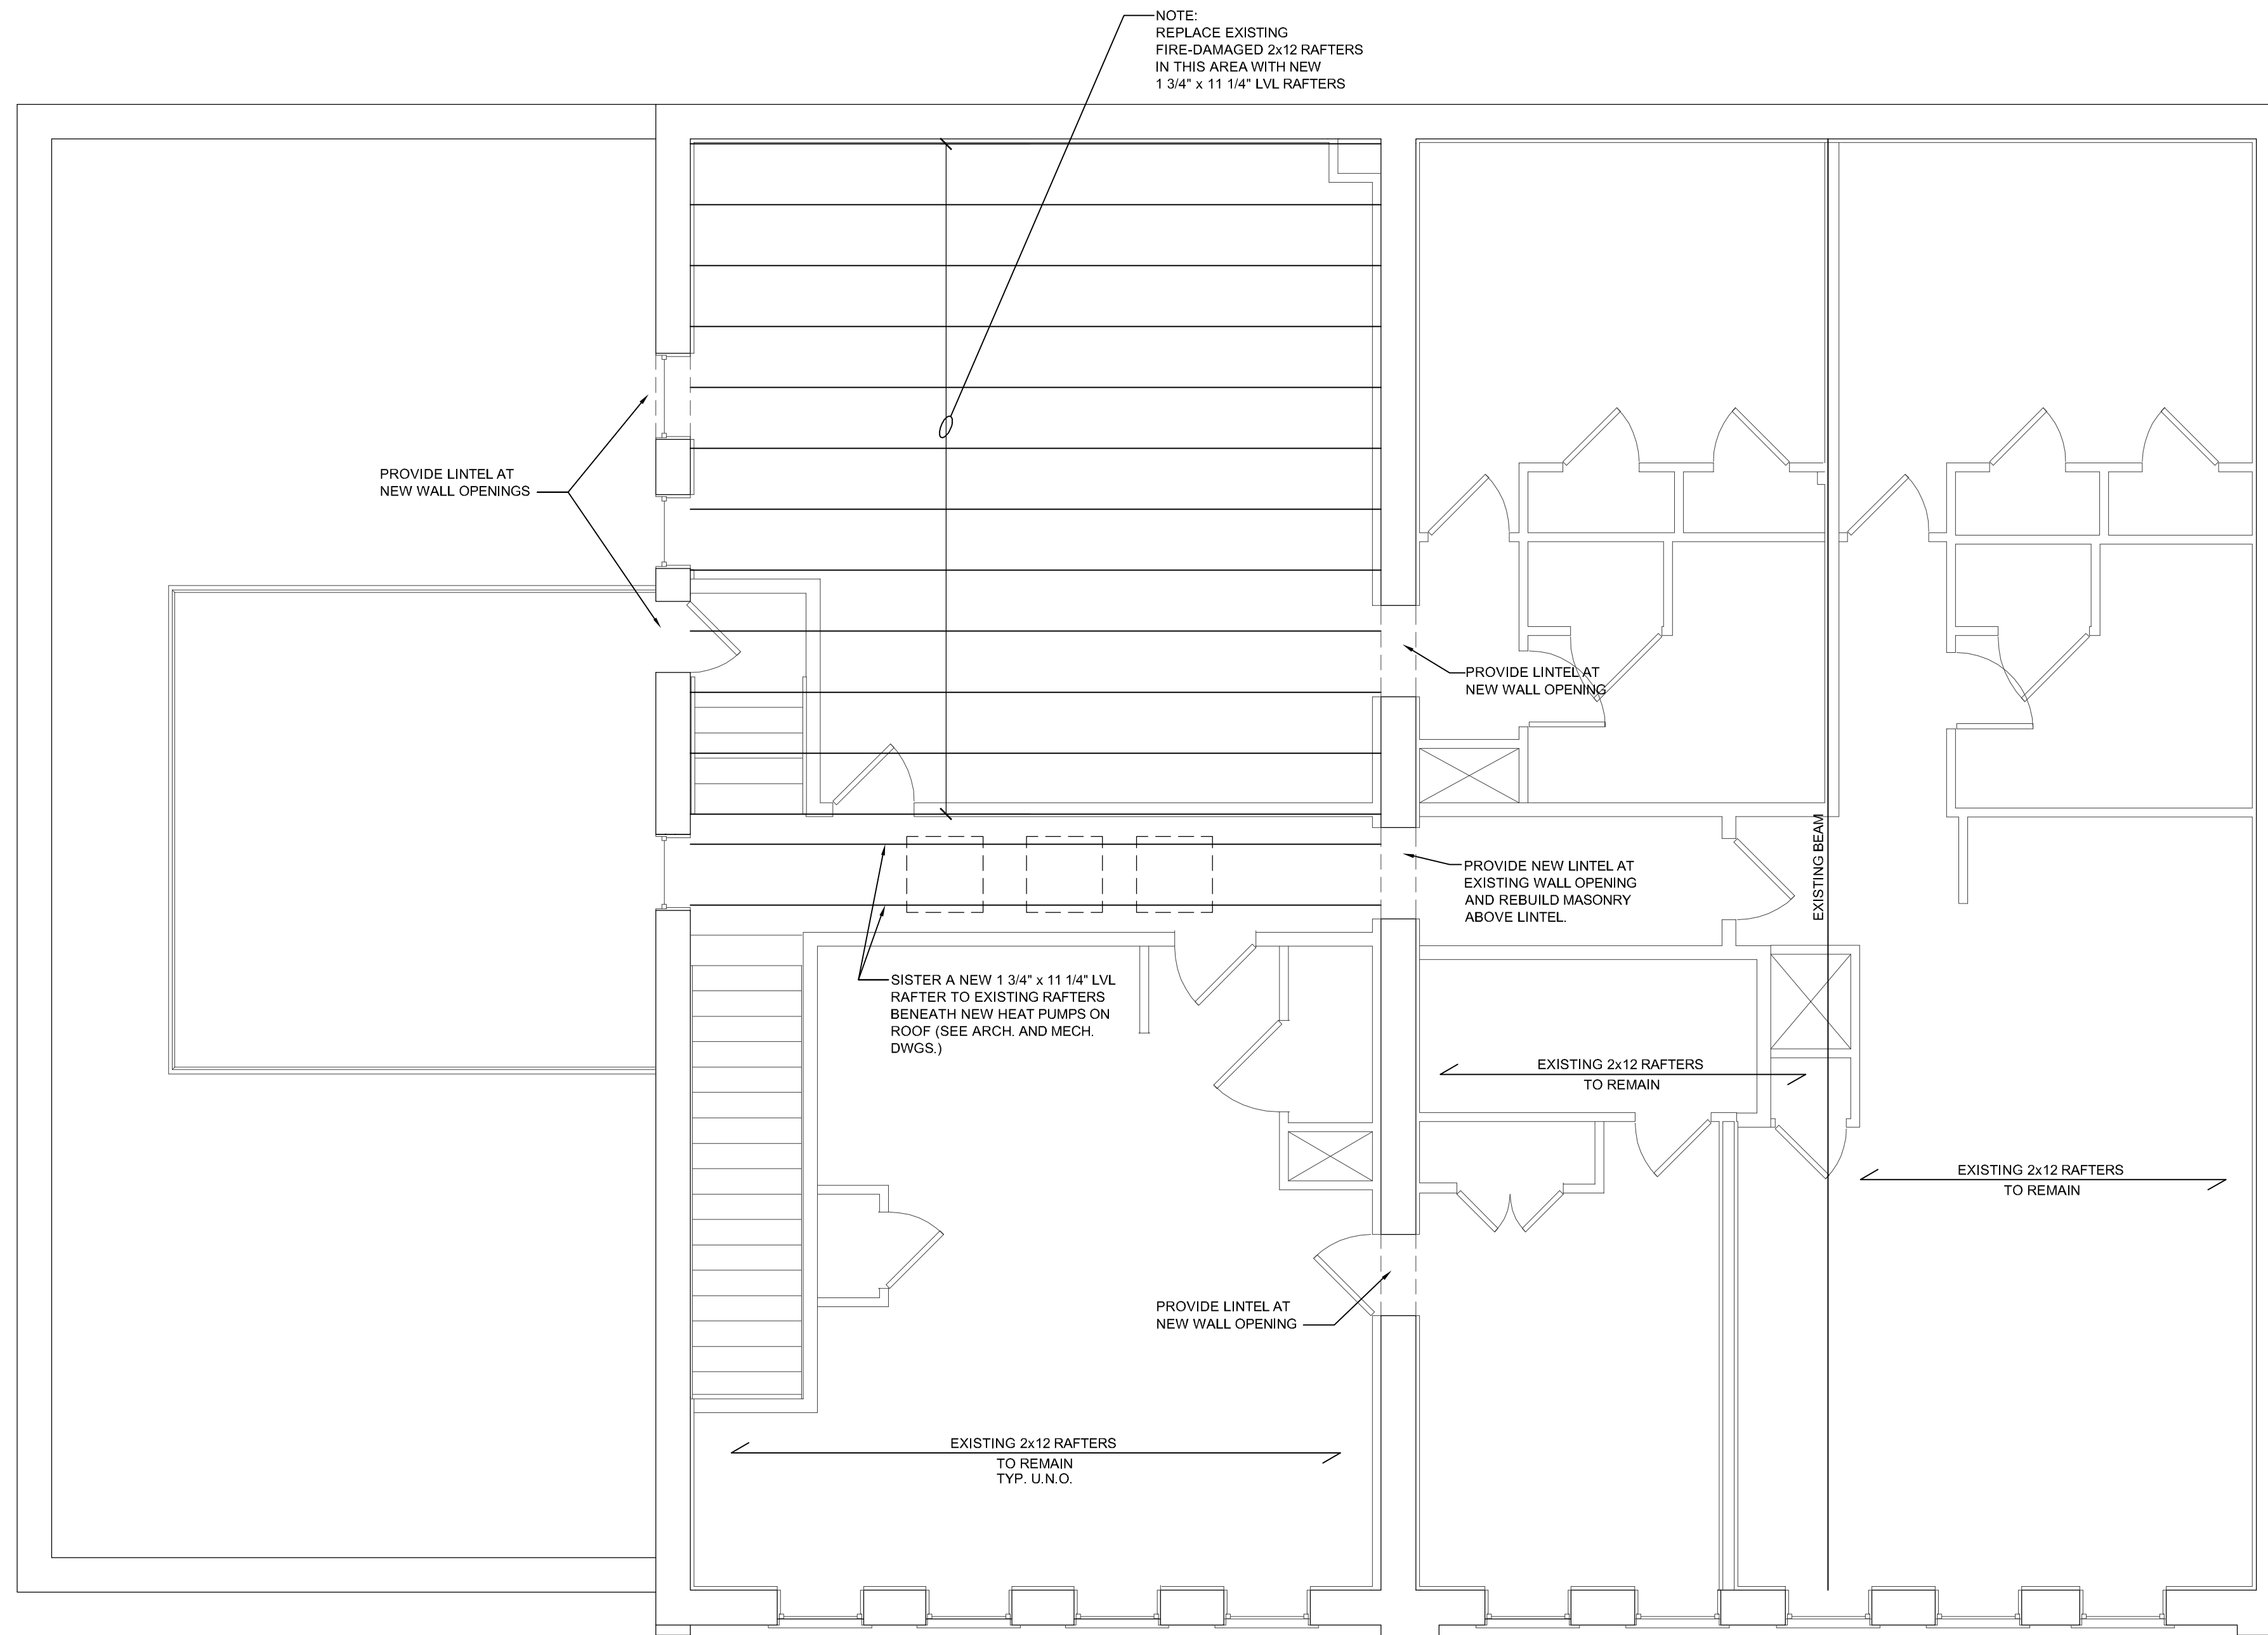 NOTE:
REPLACE EXISTING
FIRE-DAMAGED 2x12 RAFTERS
IN THIS AREA WITH NEW
1 3/4" x 11 1/4" LVL RAFTERS
PROVIDE LINTEL AT
NEW WALL OPENINGS
PROVIDE LINTEL AT
NEW WALL OPENING
PROVIDE NEW LINTEL AT
EXISTING WALL OPENING
AND REBUILD MASONRY
ABOVE LINTEL.
EXISTING BEAM
SISTER A NEW 1 3/4" x 11 1/4" LVL
RAFTER TO EXISTING RAFTERS
BENEATH NEW HEAT PUMPS ON
ROOF (SEE ARCH. AND MECH.
DWGS.)
EXISTING 2x12 RAFTERS
TO REMAIN
EXISTING 2x12 RAFTERS
TO REMAIN
PROVIDE LINTEL AT
NEW WALL OPENING
EXISTING 2x12 RAFTERS
TO REMAIN
TYP. U.N.O.